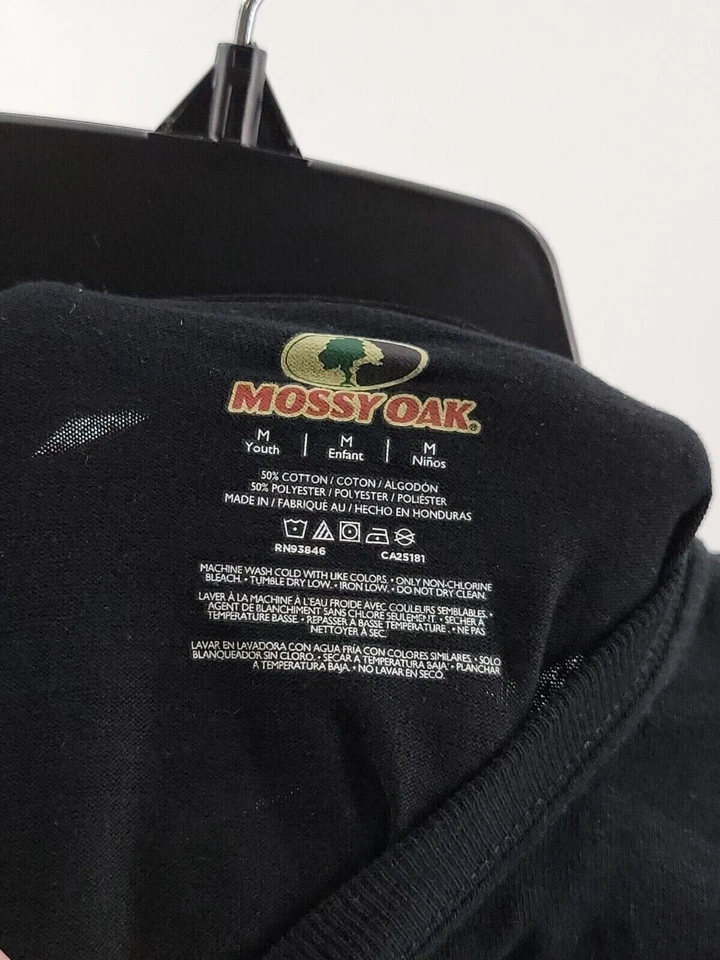 MOSSY OAK®
M | M | M
Youth | Enfant | Niños
50% COTTON / COTON / ALGODÓN
50% POLYESTER / POLYESTER / POLIÉSTER
MADE IN / FABRIQUÉ AU / HECHO EN HONDURAS
RN93846 CA25181
MACHINE WASH COLD WITH LIKE COLORS. • ONLY NON-CHLORINE
BLEACH. • TUMBLE DRY LOW. • IRON LOW. • DO NOT DRY CLEAN.
LAVER À LA MACHINE À L'EAU FROIDE AVEC COULEURS SEMBLABLES. •
AGENT DE BLANCHIMENT SANS CHLORE SEULEMENT. • SÉCHER À
TEMPÉRATURE BASSE. • REPASSER À BASSE TEMPÉRATURE. • NE PAS
NETTOYER À SEC.
LAVAR EN LAVADORA CON AGUA FRÍA CON COLORES SIMILARES. • SOLO
BLANQUEADOR SIN CLORO. • SECAR A TEMPERATURA BAJA. • PLANCHAR
A TEMPERATURA BAJA. • NO LAVAR EN SECO.